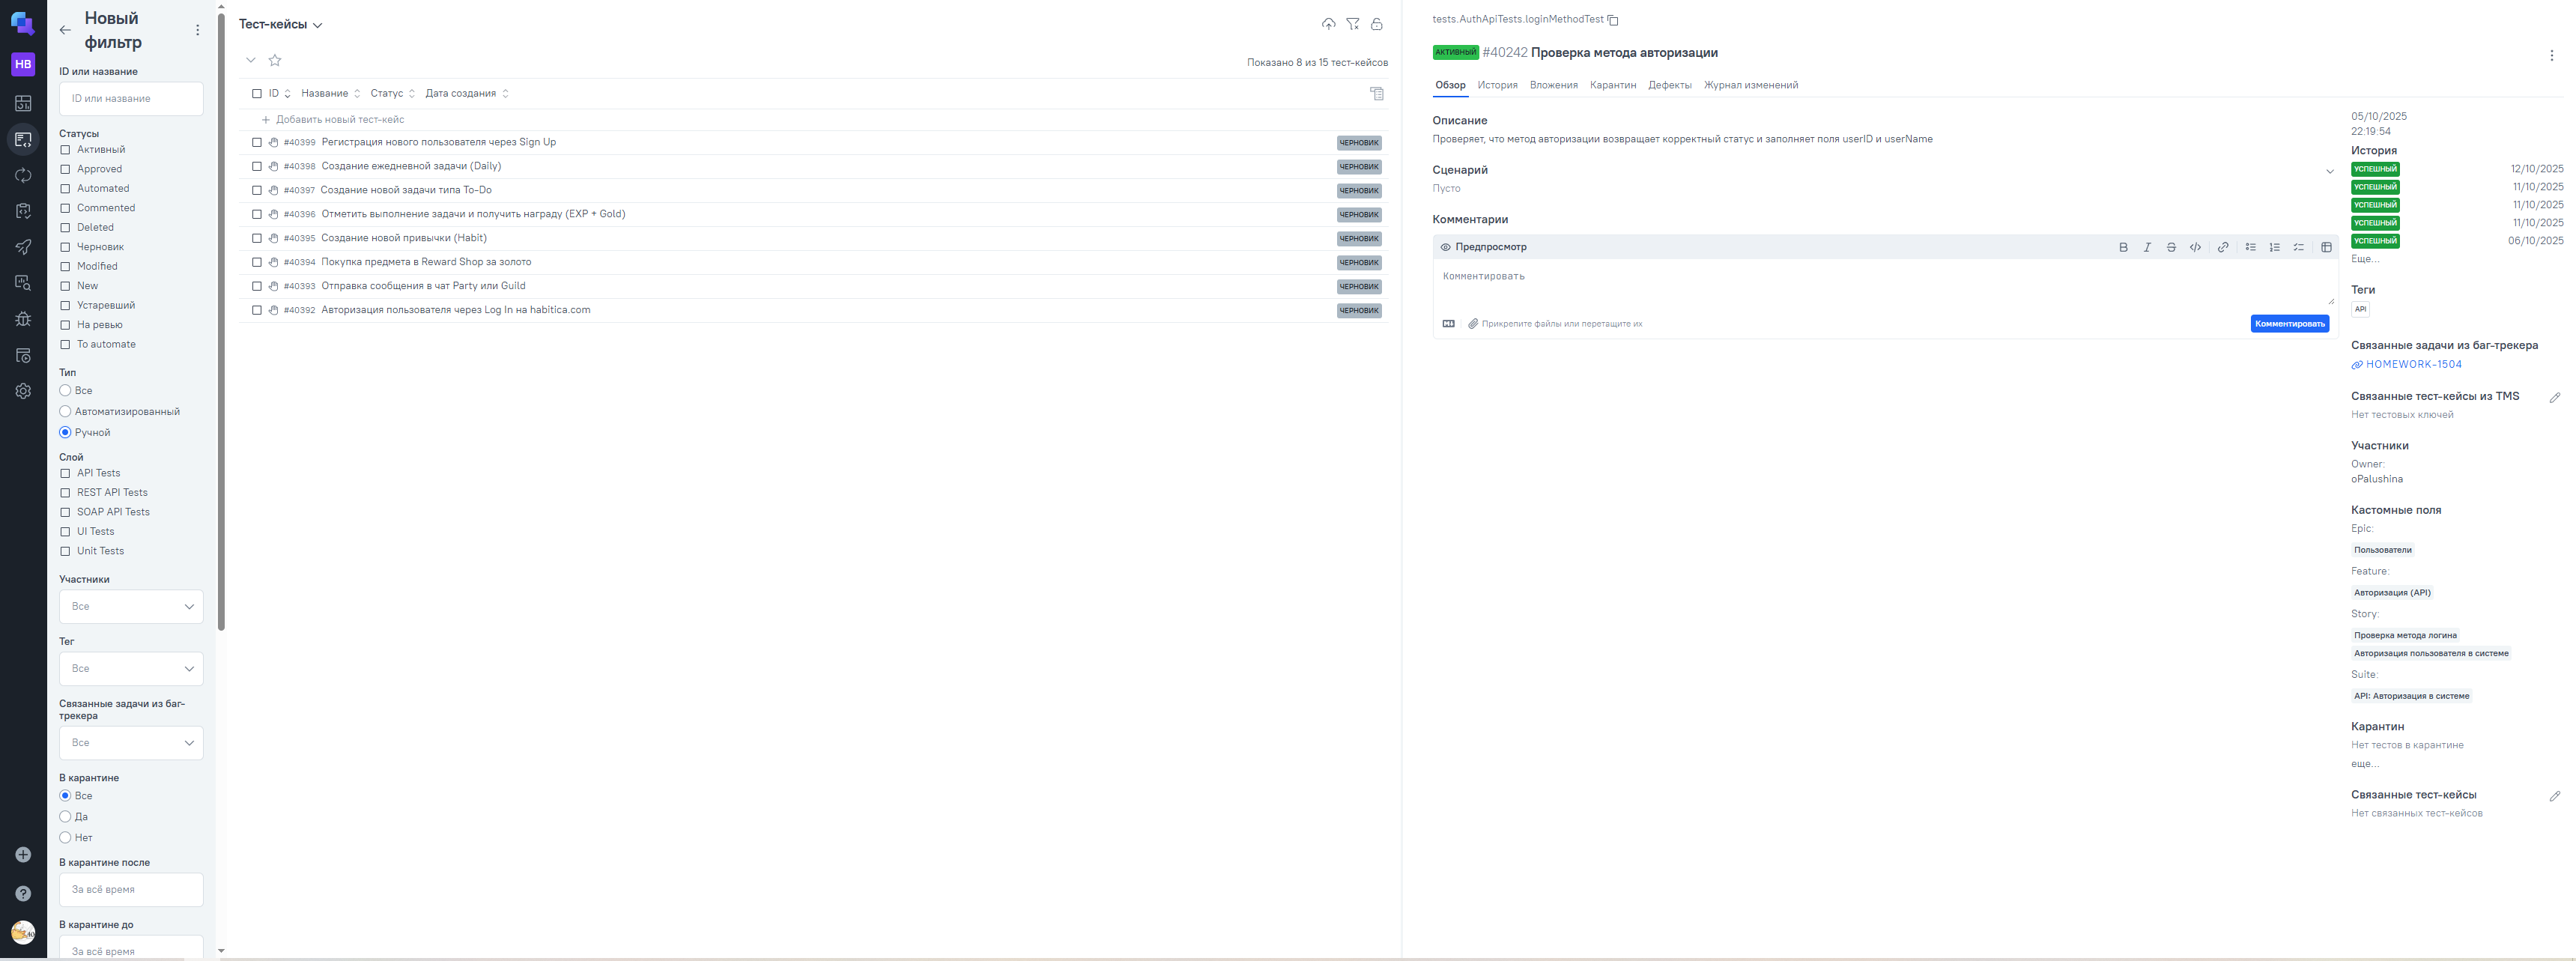 HB
Новый
фильтр
ID или название
ID или название
Статусы
Активный
Approved
Automated
Commented
Deleted
Черновик
Modified
New
Устаревший
На ревью
To automate
Тип
Все
Автоматизированный
Ручной
Слой
API Tests
REST API Tests
SOAP API Tests
UI Tests
Unit Tests
Участники
Все
Тег
Все
Связанные задачи из баг-
трекера
Все
В карантине
Все
Да
Нет
В карантине после
За всё время
В карантине до
За всё время
Тест-кейсы
Показано 8 из 15 тест-кейсов
ID Название Статус Дата создания
Добавить новый тест-кейс
#40399 Регистрация нового пользователя через Sign Up ЧЕРНОВИК
#40398 Создание ежедневной задачи (Daily) ЧЕРНОВИК
#40397 Создание новой задачи типа To-Do ЧЕРНОВИК
#40396 Отметить выполнение задачи и получить награду (EXP + Gold) ЧЕРНОВИК
#40395 Создание новой привычки (Habit) ЧЕРНОВИК
#40394 Покупка предмета в Reward Shop за золото ЧЕРНОВИК
#40393 Отправка сообщения в чат Party или Guild ЧЕРНОВИК
#40392 Авторизация пользователя через Log In на habitica.com ЧЕРНОВИК
tests.AuthApiTests.loginMethodTest
АКТИВНЫЙ #40242 Проверка метода авторизации
Обзор История Вложения Карантин Дефекты Журнал изменений
Описание
Проверяет, что метод авторизации возвращает корректный статус и заполняет поля userID и userName
Сценарий
Пусто
Комментарии
Предпросмотр
Комментировать
Прикрепите файлы или перетащите их
Комментировать
05/10/2025
22:19:54
История
УСПЕШНЫЙ 12/10/2025
УСПЕШНЫЙ 11/10/2025
УСПЕШНЫЙ 11/10/2025
УСПЕШНЫЙ 11/10/2025
УСПЕШНЫЙ 06/10/2025
Еще...
Теги
API
Связанные задачи из баг-трекера
HOMEWORK-1504
Связанные тест-кейсы из TMS
Нет тестовых ключей
Участники
Owner:
oPalushina
Кастомные поля
Epic:
Пользователи
Feature:
Авторизация (API)
Story:
Проверка метода логина
Авторизация пользователя в системе
Suite:
API: Авторизация в системе
Карантин
Нет тестов в карантине
еще...
Связанные тест-кейсы
Нет связанных тест-кейсов